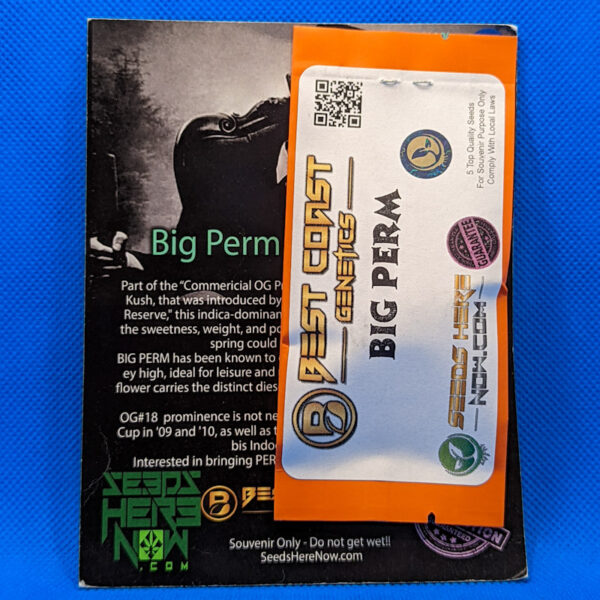 Big Perm
Part of the "Commericial OG P
Kush, that was introduced by
Reserve," this indica-dominan
the sweetness, weight, and po
spring could
BIG PERM has been known to
ey high, ideal for leisure and
flower carries the distinct dies
OG#18 prominence is not ne
Cup in '09 and '10, as well as t
bis Indo
Interested in bringing PER
SEEDS
HERE
NOW
.COM
B BES
Souvenir Only - Do not get wet!!
SeedsHereNow.com
B BEST COAST
GENETICS
BIG PERM
5 Top Quality Seeds
For Souvenir Purpose Only
Comply With Local Laws
GUARANTEE
SEEDS HERE
NOW.COM